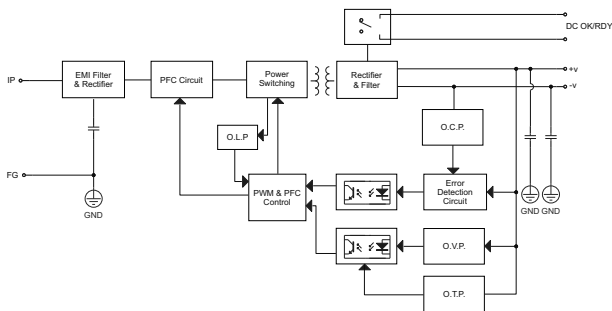 DC OK/RDY
EMI Filter
& Rectifier
PFC Circuit
Power
Switching
Rectifier
& Filter
+v
-v
IP
O.C.P.
O.L.P
FG
GND
PWM & PFC
Control
Error
Detection
Circuit
GND GND
O.V.P.
O.T.P.